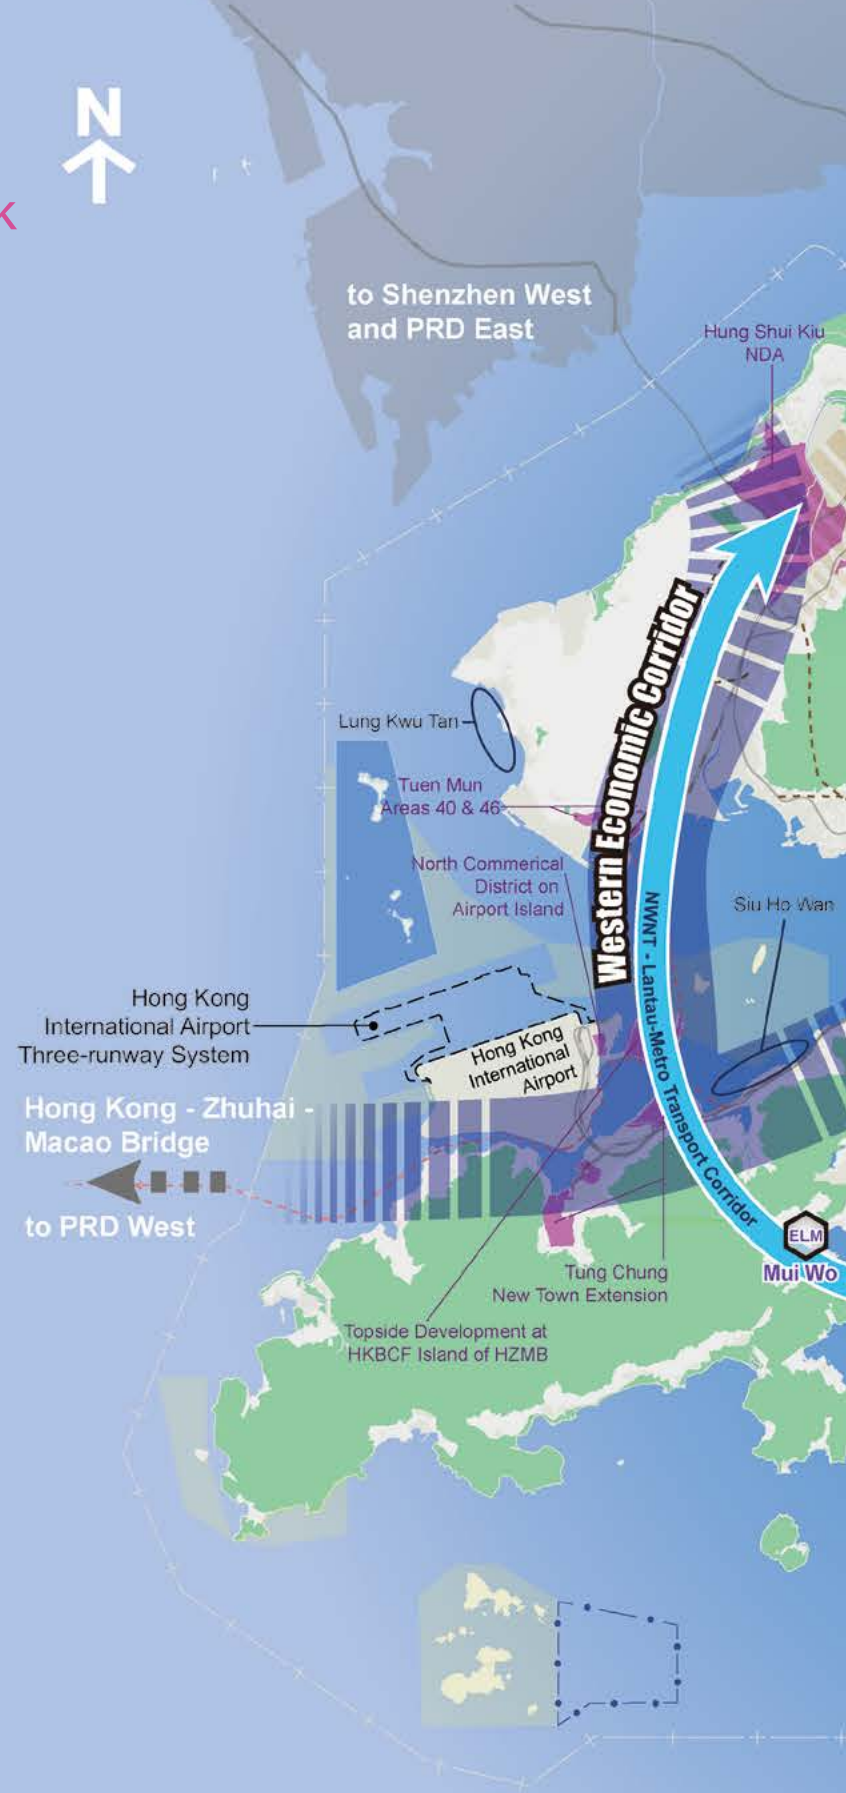 N
k
to Shenzhen West
and PRD East
Hung Shui Kiu
NDA
Western Economic Corridor
Lung Kwu Tan
Tuen Mun
Areas 40 & 46
North Commerical
District on
Airport Island
NWNT - Lantau-Metro Transport Corridor
Siu Ho Wan
Hong Kong
International Airport
Three-runway System
Hong Kong
International
Airport
Hong Kong - Zhuhai -
Macao Bridge
to PRD West
ELM
Mui Wo
Tung Chung
New Town Extension
Topside Development at
HKBCF Island of HZMB